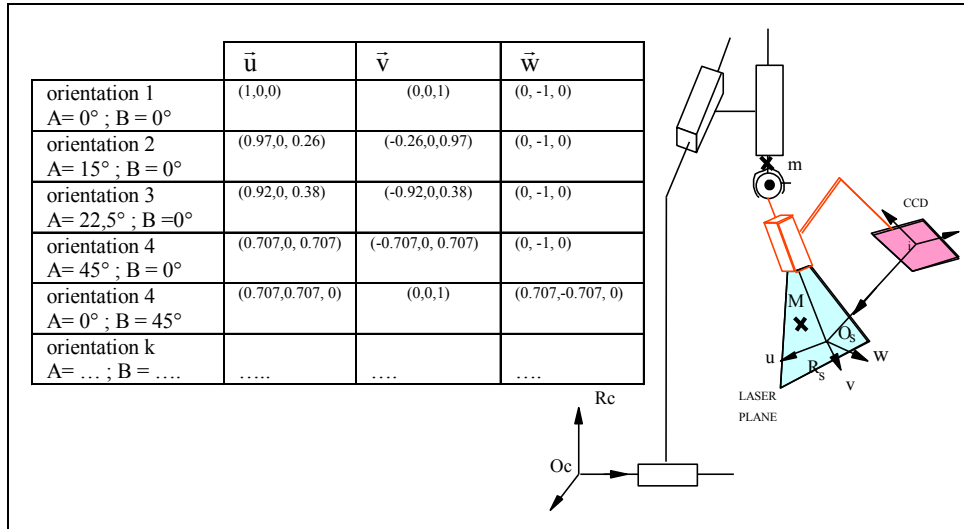 u⃗ v⃗ w⃗
orientation 1
A= 0° ; B = 0°
(1,0,0) (0,0,1) (0, -1, 0)
orientation 2
A= 15° ; B = 0°
(0.97,0, 0.26) (-0.26,0,0.97) (0, -1, 0)
orientation 3
A= 22,5° ; B =0°
(0.92,0, 0.38) (-0.92,0,0.38) (0, -1, 0)
orientation 4
A= 45° ; B = 0°
(0.707,0, 0.707) (-0.707,0, 0.707) (0, -1, 0)
orientation 4
A= 0° ; B = 45°
(0.707,0.707, 0) (0,0,1) (0.707,-0.707, 0)
orientation k
A= … ; B = ….
….. …. ….
m
CCD
i
M
Os
u
W
Rs
v
LASER
PLANE
Rc
Oc